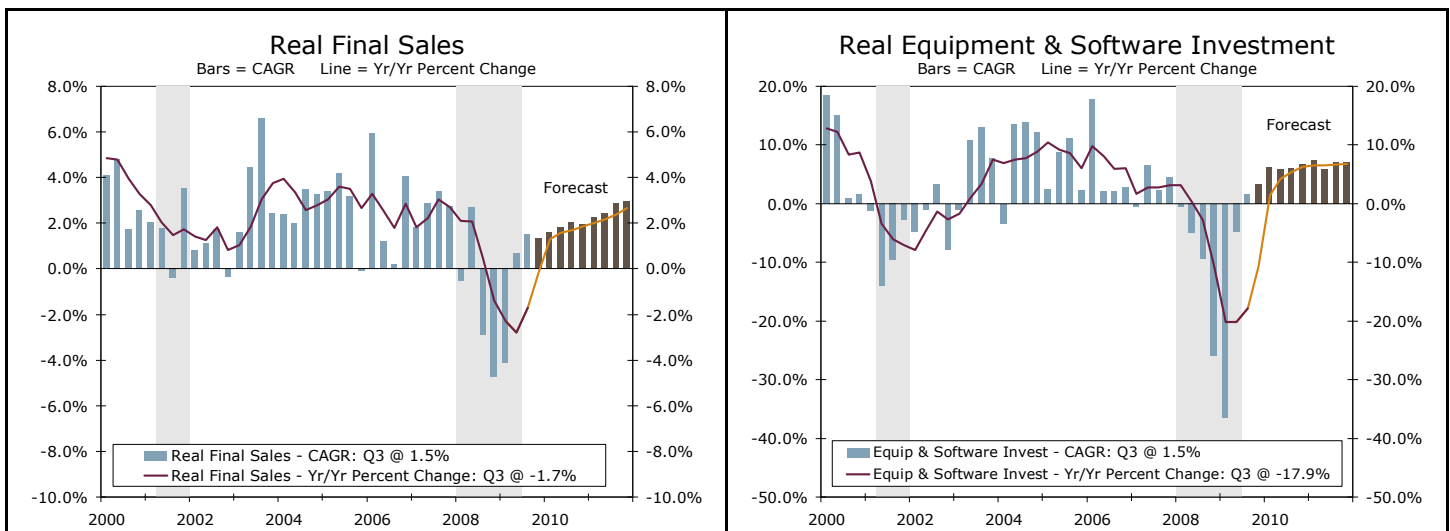 Real Final Sales
Bars = CAGR Line = Yr/Yr Percent Change
8.0% 8.0%
6.0% 6.0%
4.0% 4.0%
2.0% 2.0%
0.0% 0.0%
-2.0% -2.0%
-4.0% -4.0%
-6.0% -6.0%
-8.0% -8.0%
-10.0% -10.0%
Forecast
Real Final Sales - CAGR: Q3 @ 1.5%
Real Final Sales - Yr/Yr Percent Change: Q3 @ -1.7%
2000 2002 2004 2006 2008 2010
Real Equipment & Software Investment
Bars = CAGR Line = Yr/Yr Percent Change
20.0% 20.0%
10.0% 10.0%
0.0% 0.0%
-10.0% -10.0%
-20.0% -20.0%
-30.0% -30.0%
-40.0% -40.0%
-50.0% -50.0%
Forecast
Equip & Software Invest - CAGR: Q3 @ 1.5%
Equip & Software Invest - Yr/Yr Percent Change: Q3 @ -17.9%
2000 2002 2004 2006 2008 2010